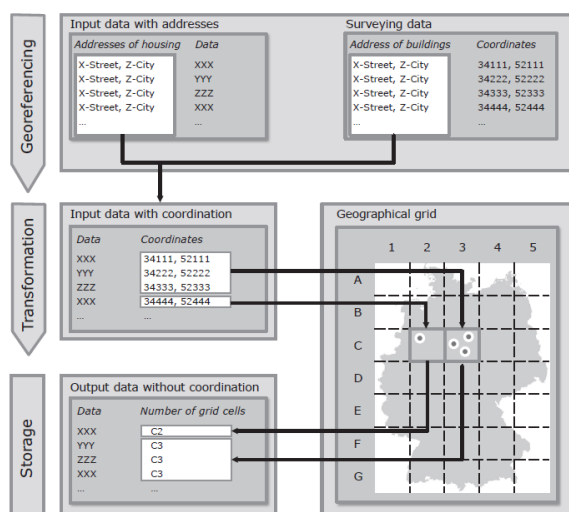 Georeferencing
Input data with addresses
Addresses of housing Data
X-Street, Z-City XXX
X-Street, Z-City YYY
X-Street, Z-City ZZZ
X-Street, Z-City XXX
... ...
Surveying data
Address of buildings Coordinates
X-Street, Z-City 34111, 52111
X-Street, Z-City 34222, 52222
X-Street, Z-City 34333, 52333
X-Street, Z-City 34444, 52444
... ...
Transformation
Input data with coordination
Data Coordinates
XXX 34111, 52111
YYY 34222, 52222
ZZZ 34333, 52333
XXX 34444, 52444
... ...
Geographical grid
1 2 3 4 5
A
B
C
D
E
F
G
Storage
Output data without coordination
Data Number of grid cells
XXX C2
YYY C3
ZZZ C3
XXX C3
... ...